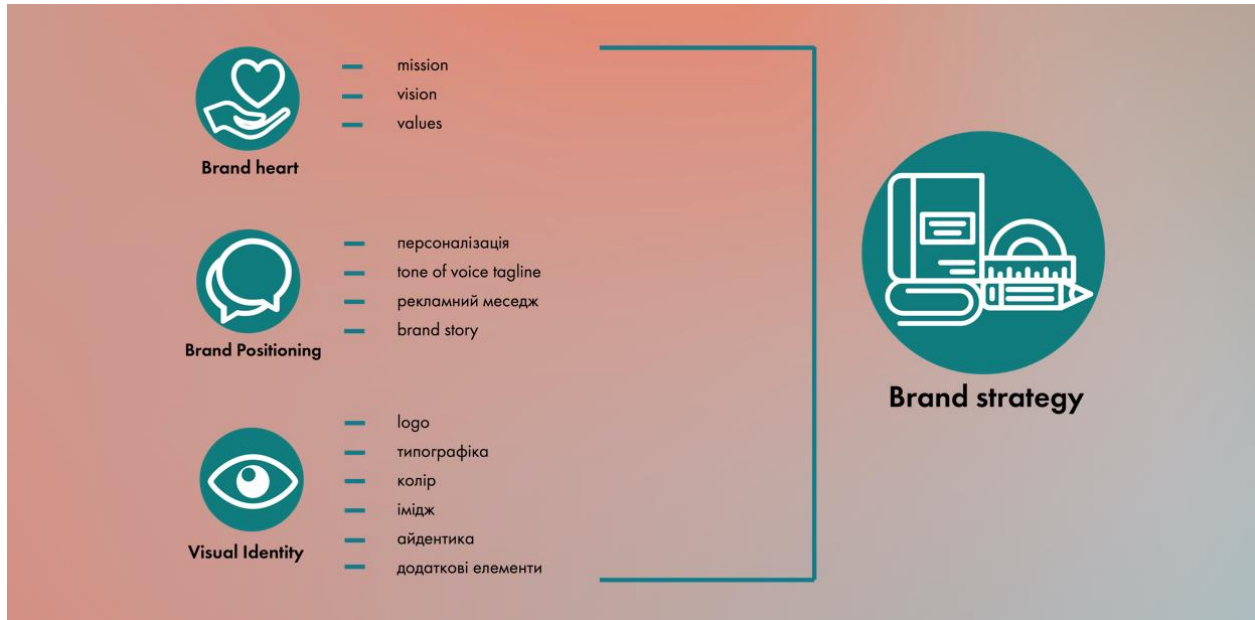 mission
vision
values
Brand heart
персоналізація
tone of voice tagline
рекламний меседж
brand story
Brand Positioning
logo
типографіка
колір
імідж
айдентика
додаткові елементи
Visual Identity
Brand strategy